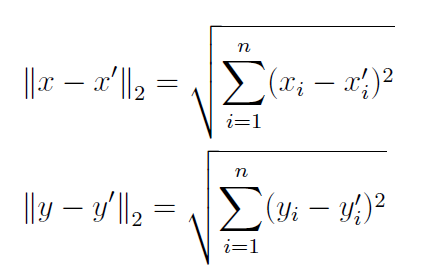 ‖x − x′‖₂ = √(∑ᵢ₌₁ⁿ (xᵢ − x′ᵢ)²)
‖y − y′‖₂ = √(∑ᵢ₌₁ⁿ (yᵢ − y′ᵢ)²)